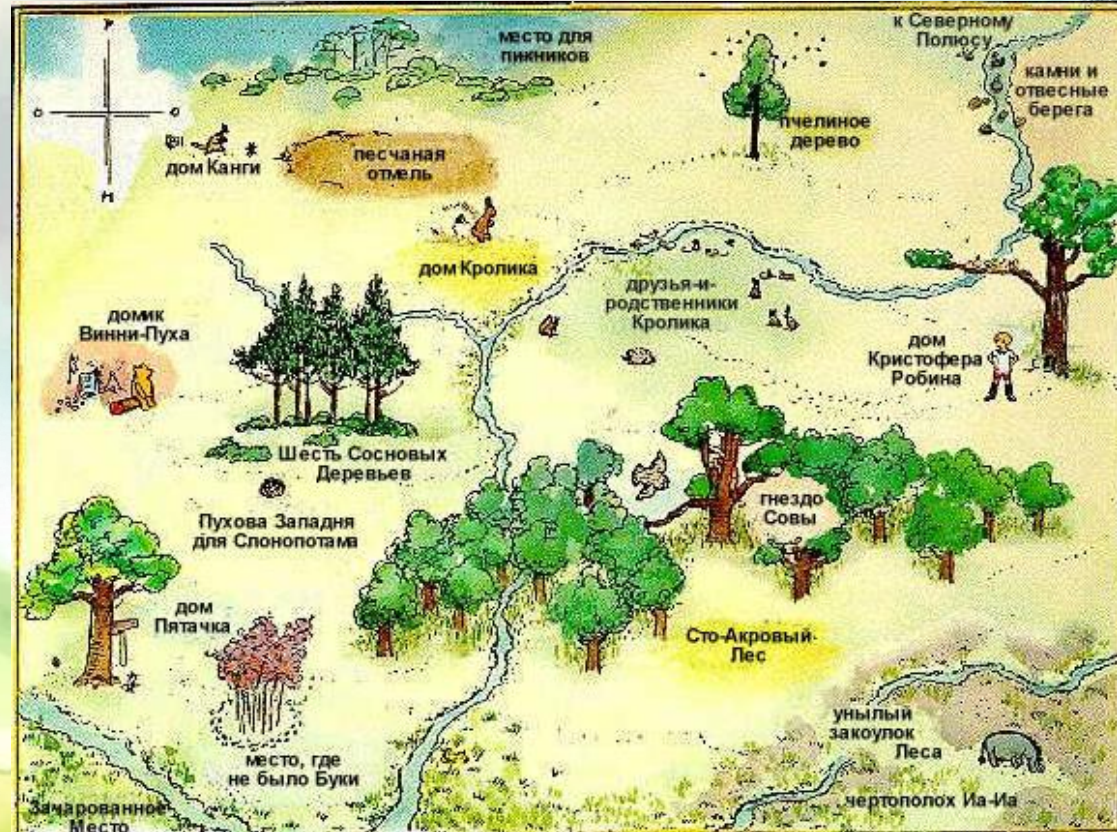 Р
О
О
Н
место для
пикников
к Северному
Полюсу
камни и
отвесные
берега
пчелиное
дерево
дом Канги
песчаная
отмель
дом Кролика
друзья-и-
родственники
Кролика
домик
Винни-Пуха
дом
Кристофера
Робина
Шесть Сосновых
Деревьев
гнездо
Совы
Пухова Западня
для Слонопотама
дом
Пятачка
Сто-Акровый-
Лес
унылый
закоулок
Леса
место, где
не было Буки
чертополох Иа-Иа
Зачарованное
Место